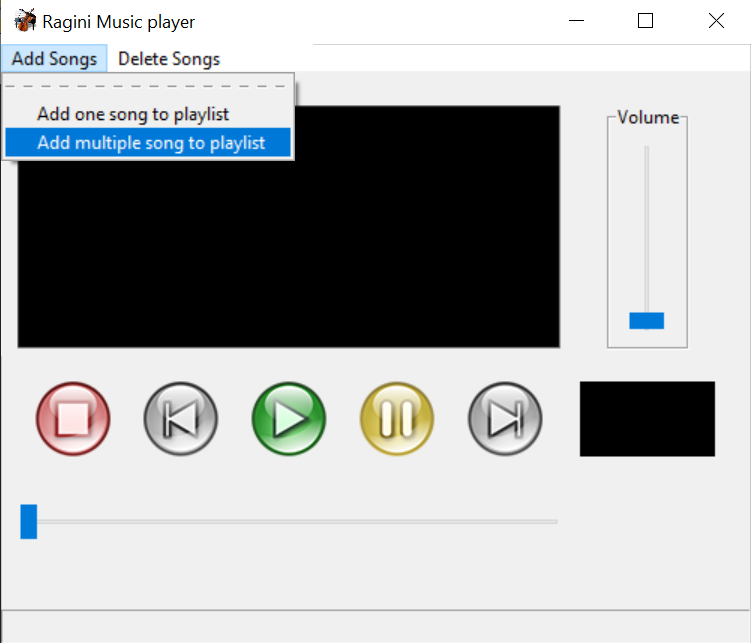 Ragini Music player
Add Songs Delete Songs
Add one song to playlist
Add multiple song to playlist
Volume